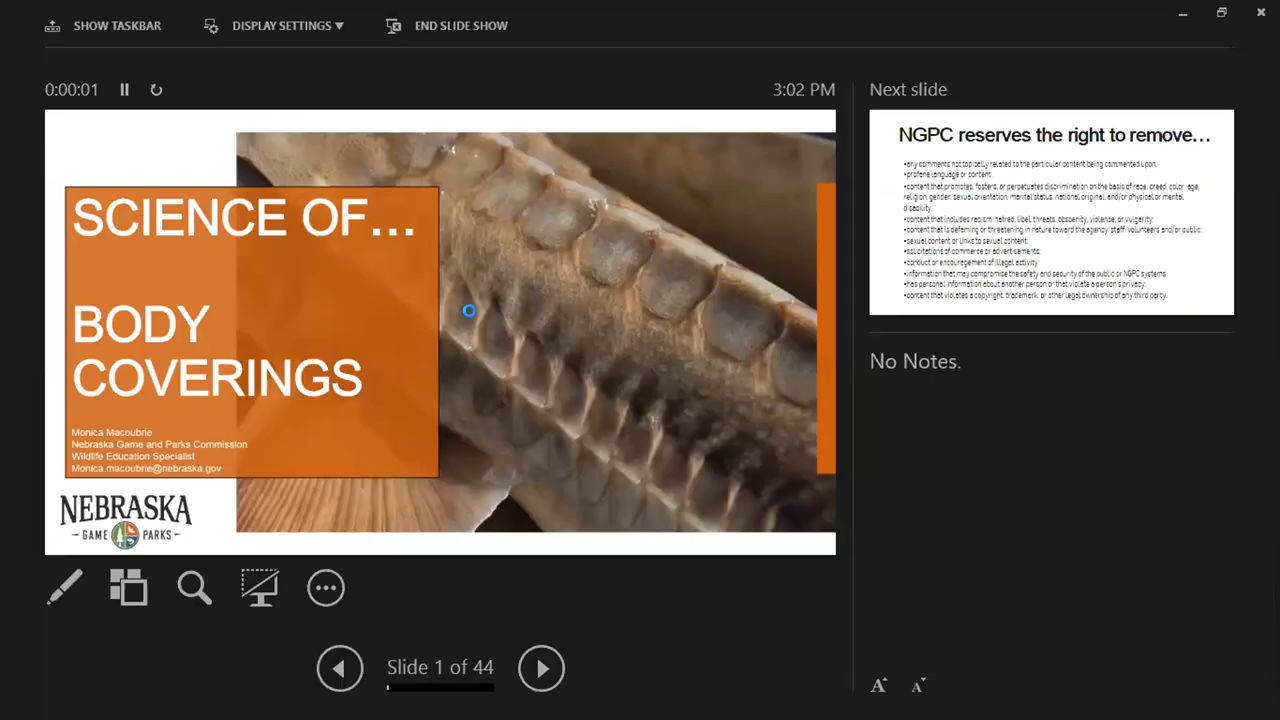 SHOW TASKBAR
DISPLAY SETTINGS ▼
END SLIDE SHOW
0:00:01
3:02 PM
Next slide
SCIENCE OF...
BODY
COVERINGS
Monica Macoubrie
Nebraska Game and Parks Commission
Wildlife Education Specialist
Monica.macoubrie@nebraska.gov
NEBRASKA
- GAME PARKS -
NGPC reserves the right to remove...
•any comments not topically related to the particular content being commented upon;
•profane language or content;
•content that promotes, fosters, or perpetuates discrimination on the basis of race, creed, color, age,
religion, gender, sexual orientation, mental status, national original, and/or physical or mental
disability;
•content that includes racism, hatred, libel, threats, obscenity, violence, or vulgarity;
•content that is defaming or threatening in nature toward the agency, staff, volunteers and/or public;
•sexual content or links to sexual content;
•solicitations of commerce or advertisements;
•conduct or encouragement of illegal activity;
•information that may compromise the safety and security of the public or NGPC systems
•has personal information about another person or that violate a person's privacy;
•content that violates a copyright, trademark, or other legal ownership of any third party.
No Notes.
Slide 1 of 44
A A